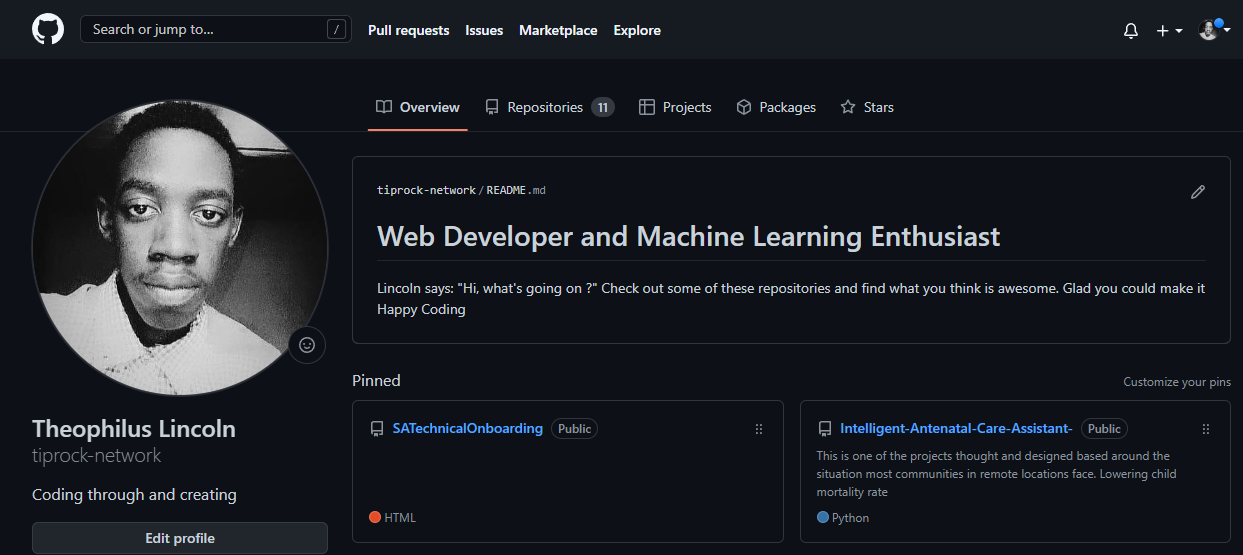 Search or jump to...
/
Pull requests
Issues
Marketplace
Explore
Overview
Repositories 11
Projects
Packages
Stars
Theophilus Lincoln
tiprock-network
Coding through and creating
Edit profile
tiprock-network/README.md
Web Developer and Machine Learning Enthusiast
Lincoln says: "Hi, what's going on ?" Check out some of these repositories and find what you think is awesome. Glad you could make it
Happy Coding
Pinned
Customize your pins
SATechnicalOnboarding Public
HTML
Intelligent-Antenatal-Care-Assistant- Public
This is one of the projects thought and designed based around the
situation most communities in remote locations face. Lowering child
mortality rate
Python